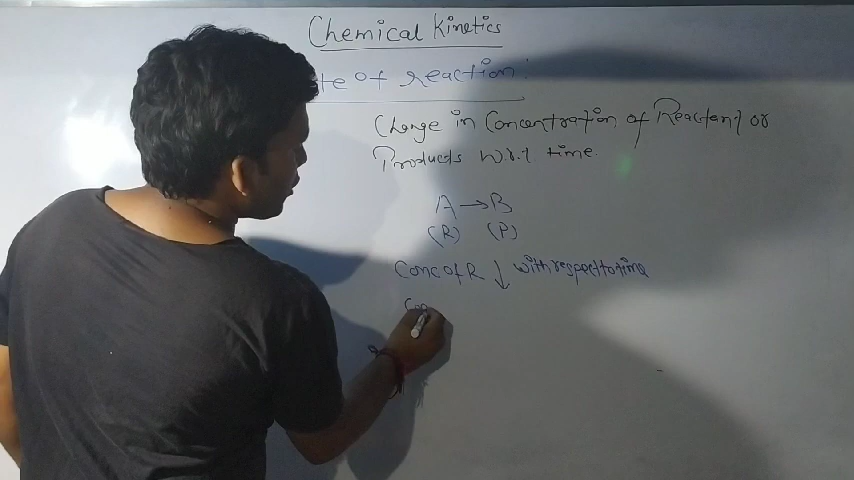 Chemical Kinetics
te of reaction:
Change in Concentration of Reactant or
Products w.r.t time.
A → B
(R) (P)
Conc of R ↓ with respect to time
Con